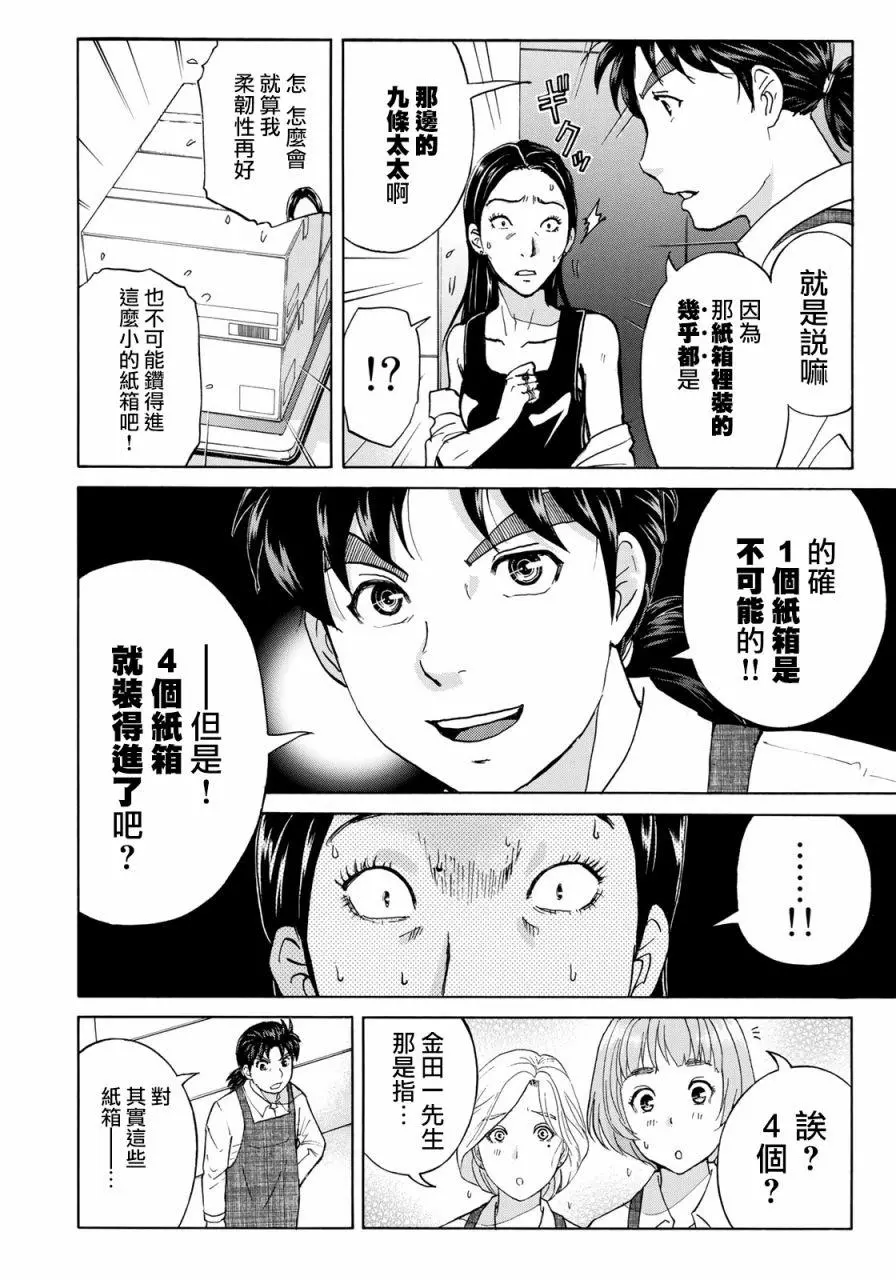 就是説嘛
因為
那紙箱裡裝的
幾乎都是
ギクッ
那邊的
九條太太啊
!?
怎 怎麼會
就算我
柔韌性再好
也不可能鑽得進
這麼小的紙箱吧！
的確
1個紙箱是
不可能的!!
——但是！
4個紙箱
就裝得進了吧？
……!!
誒？
4個？
金田一先生
那是指…
對
其實這些
紙箱——…